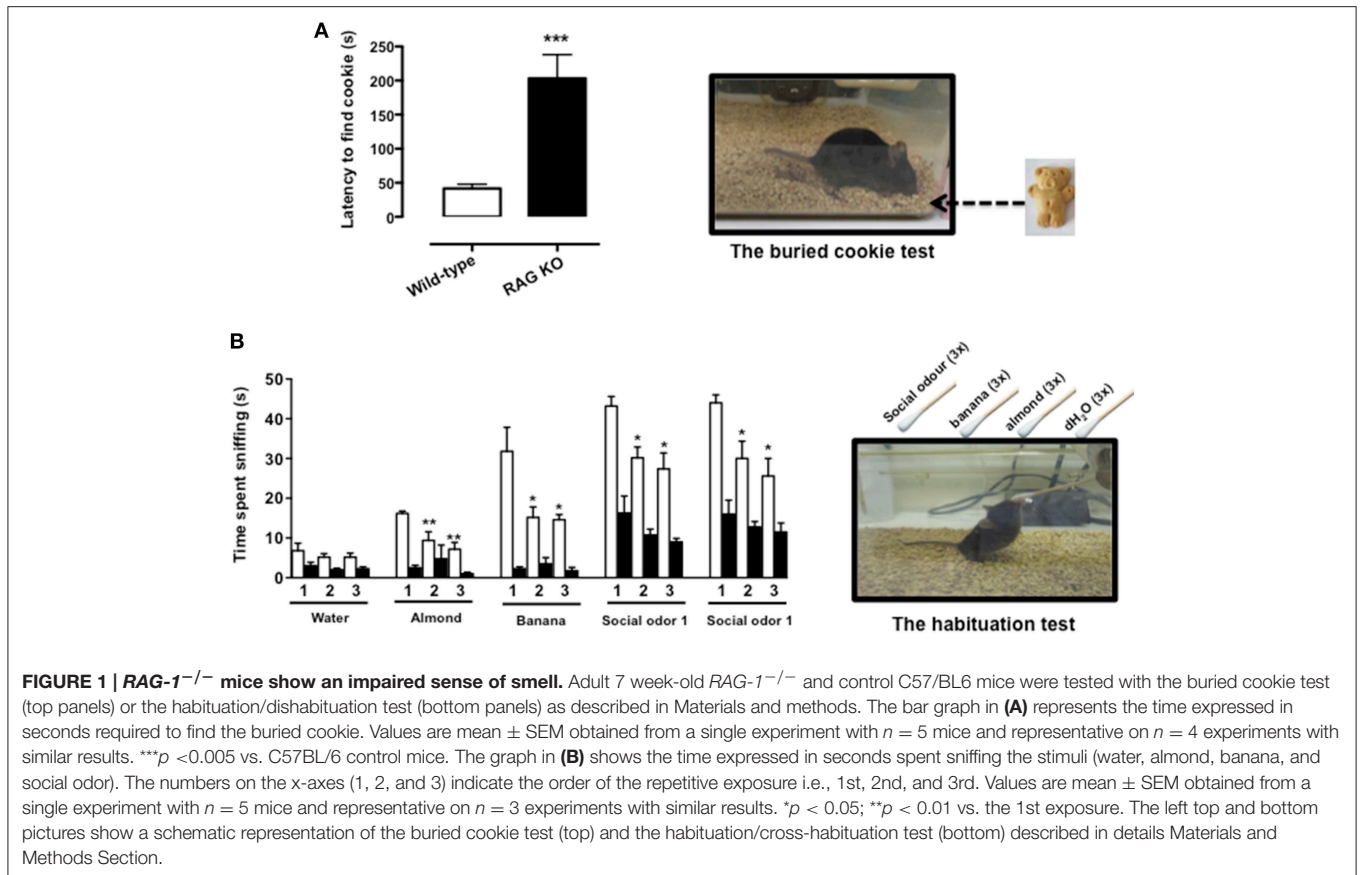 A
Latency to find cookie (s)
250
200
150
100
50
0
***
Wild-type
RAG KO
The buried cookie test
B
Time spent sniffing (s)
50
40
30
20
10
0
** **
* *
* *
* *
1 2 3 1 2 3 1 2 3 1 2 3 1 2 3
Water Almond Banana Social odor 1 Social odor 1
Social odour (3x)
banana (3x)
almond (3x)
dH₂O (3x)
The habituation test
FIGURE 1 | RAG-1−/− mice show an impaired sense of smell. Adult 7 week-old RAG-1−/− and control C57/BL6 mice were tested with the buried cookie test
(top panels) or the habituation/dishabituation test (bottom panels) as described in Materials and methods. The bar graph in (A) represents the time expressed in
seconds required to find the buried cookie. Values are mean ± SEM obtained from a single experiment with n = 5 mice and representative on n = 4 experiments with
similar results. ***p <0.005 vs. C57BL/6 control mice. The graph in (B) shows the time expressed in seconds spent sniffing the stimuli (water, almond, banana, and
social odor). The numbers on the x-axes (1, 2, and 3) indicate the order of the repetitive exposure i.e., 1st, 2nd, and 3rd. Values are mean ± SEM obtained from a
single experiment with n = 5 mice and representative on n = 3 experiments with similar results. *p < 0.05; **p < 0.01 vs. the 1st exposure. The left top and bottom
pictures show a schematic representation of the buried cookie test (top) and the habituation/cross-habituation test (bottom) described in details Materials and
Methods Section.